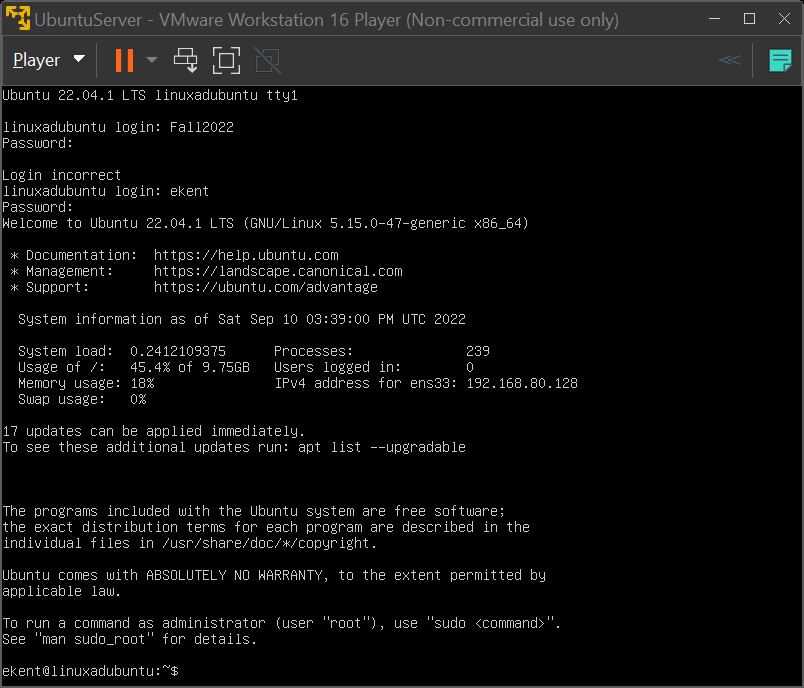 UbuntuServer - VMware Workstation 16 Player (Non-commercial use only)
Player
Ubuntu 22.04.1 LTS linuxadubuntu tty1
linuxadubuntu login: Fall2022
Password:
Login incorrect
linuxadubuntu login: ekent
Password:
Welcome to Ubuntu 22.04.1 LTS (GNU/Linux 5.15.0-47-generic x86_64)
* Documentation:  https://help.ubuntu.com
* Management:     https://landscape.canonical.com
* Support:        https://ubuntu.com/advantage
System information as of Sat Sep 10 03:39:00 PM UTC 2022
System load:  0.2412109375      Processes:              239
Usage of /:   45.4% of 9.75GB   Users logged in:        0
Memory usage: 18%               IPv4 address for ens33: 192.168.80.128
Swap usage:   0%
17 updates can be applied immediately.
To see these additional updates run: apt list --upgradable
The programs included with the Ubuntu system are free software;
the exact distribution terms for each program are described in the
individual files in /usr/share/doc/*/copyright.
Ubuntu comes with ABSOLUTELY NO WARRANTY, to the extent permitted by
applicable law.
To run a command as administrator (user "root"), use "sudo <command>".
See "man sudo_root" for details.
ekent@linuxadubuntu:~$